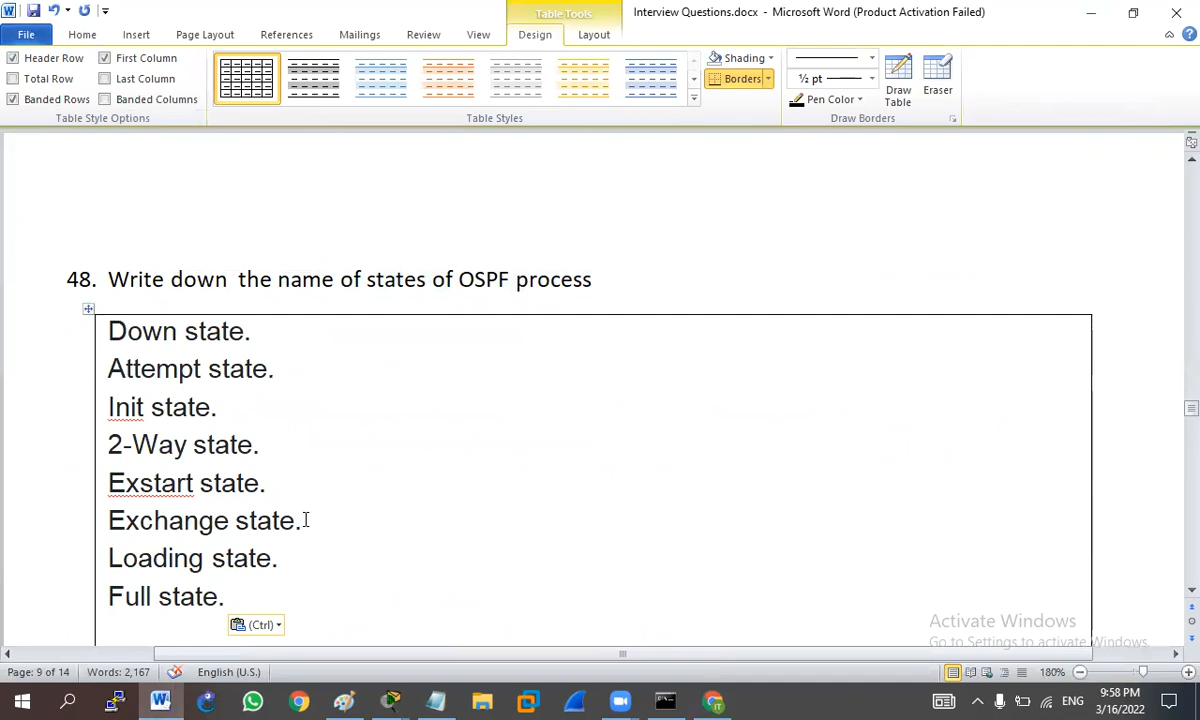 Table Tools
Interview Questions.docx - Microsoft Word (Product Activation Failed)
File Home Insert Page Layout References Mailings Review View Design Layout
Header Row First Column
Total Row Last Column
Banded Rows Banded Columns
Table Style Options
Table Styles
Shading
Borders
½ pt
Pen Color
Draw Table
Eraser
Draw Borders
48. Write down the name of states of OSPF process
Down state.
Attempt state.
Init state.
2-Way state.
Exstart state.
Exchange state.
Loading state.
Full state.
(Ctrl)
Activate Windows
Go to Settings to activate Windows.
Page: 9 of 14 Words: 2,167 English (U.S.) 180%
ENG
9:58 PM
3/16/2022